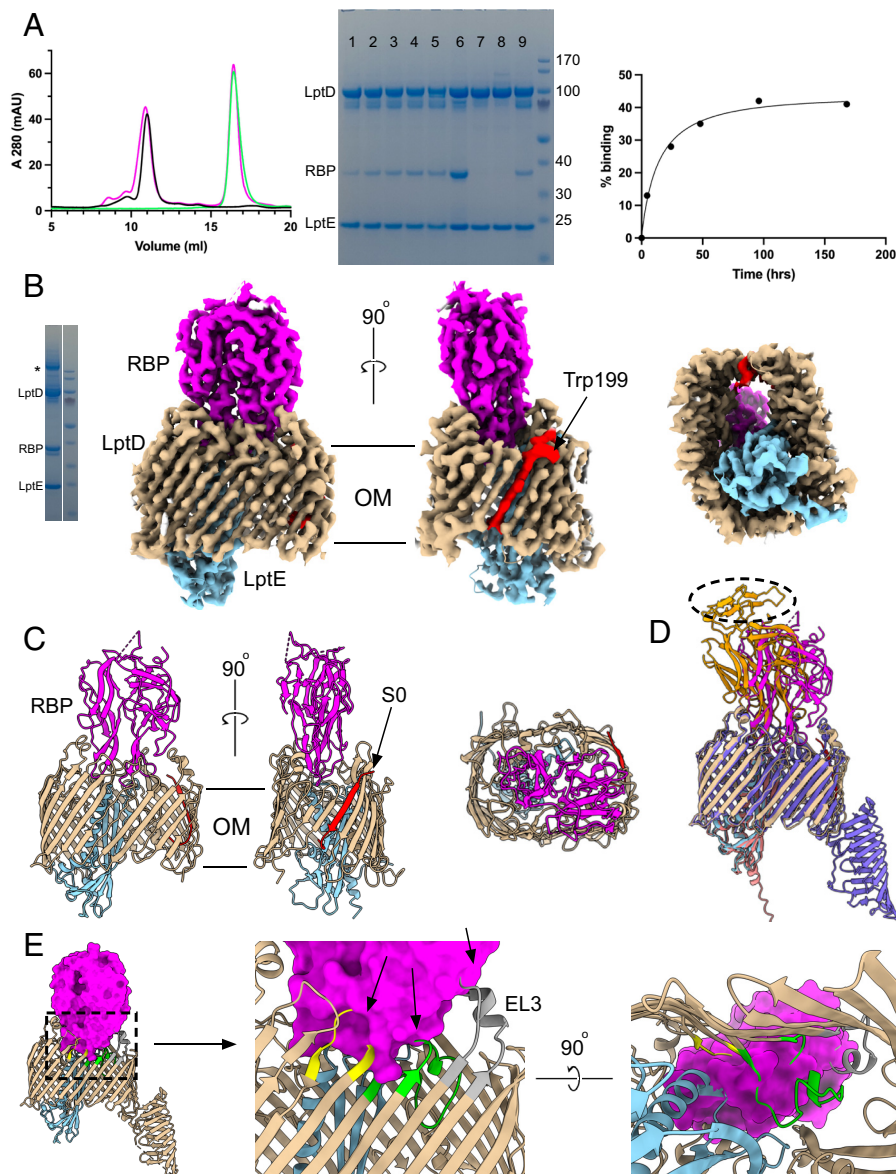 A
A 280 (mAU)
60
40
20
0
5
10
15
20
Volume (ml)
1 2 3 4 5 6 7 8 9
LptD
RBP
LptE
170
100
40
30
25
% binding
50
40
30
20
10
0
0
50
100
150
200
Time (hrs)
B
*
LptD
RBP
LptE
RBP
LptD
LptE
90°
OM
Trp199
C
RBP
90°
OM
S0
D
E
EL3
90°